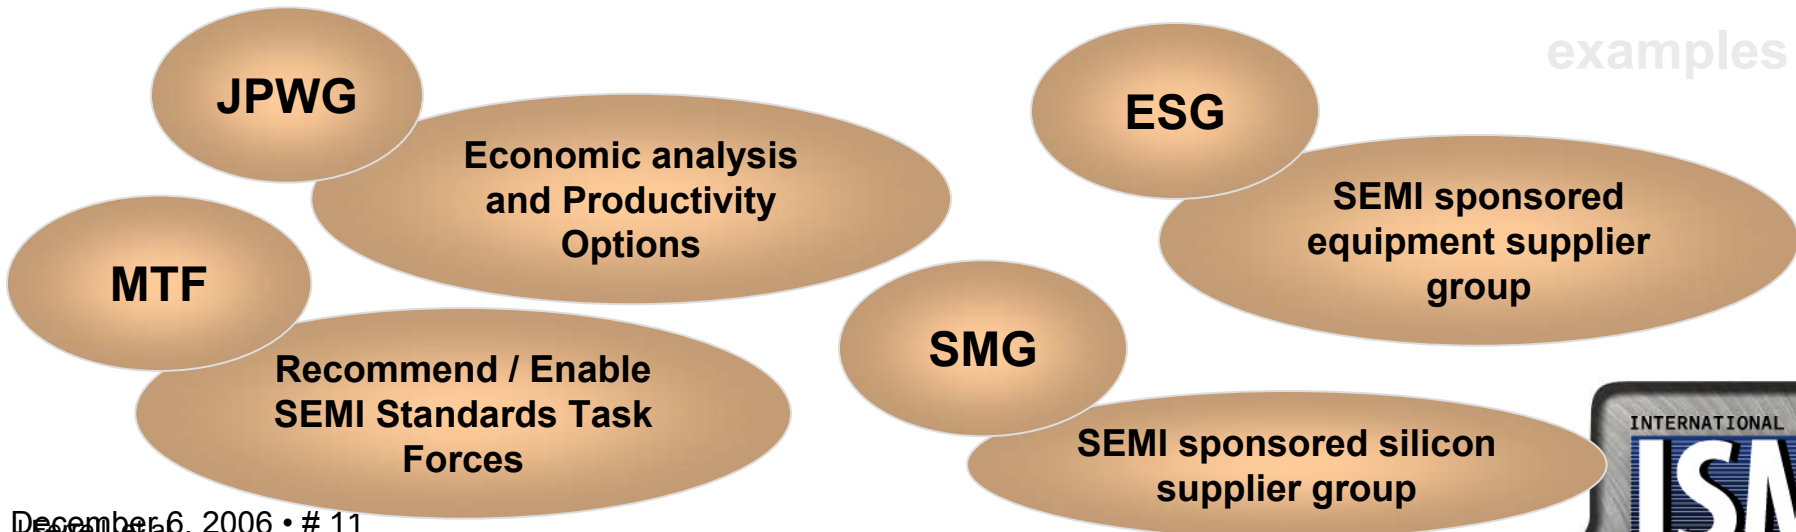 examples
JPWG
Economic analysis
and Productivity
Options
ESG
SEMI sponsored
equipment supplier
group
MTF
Recommend / Enable
SEMI Standards Task
Forces
SMG
SEMI sponsored silicon
supplier group
INTERNATIONAL
ISM
December 6, 2006 • # 11